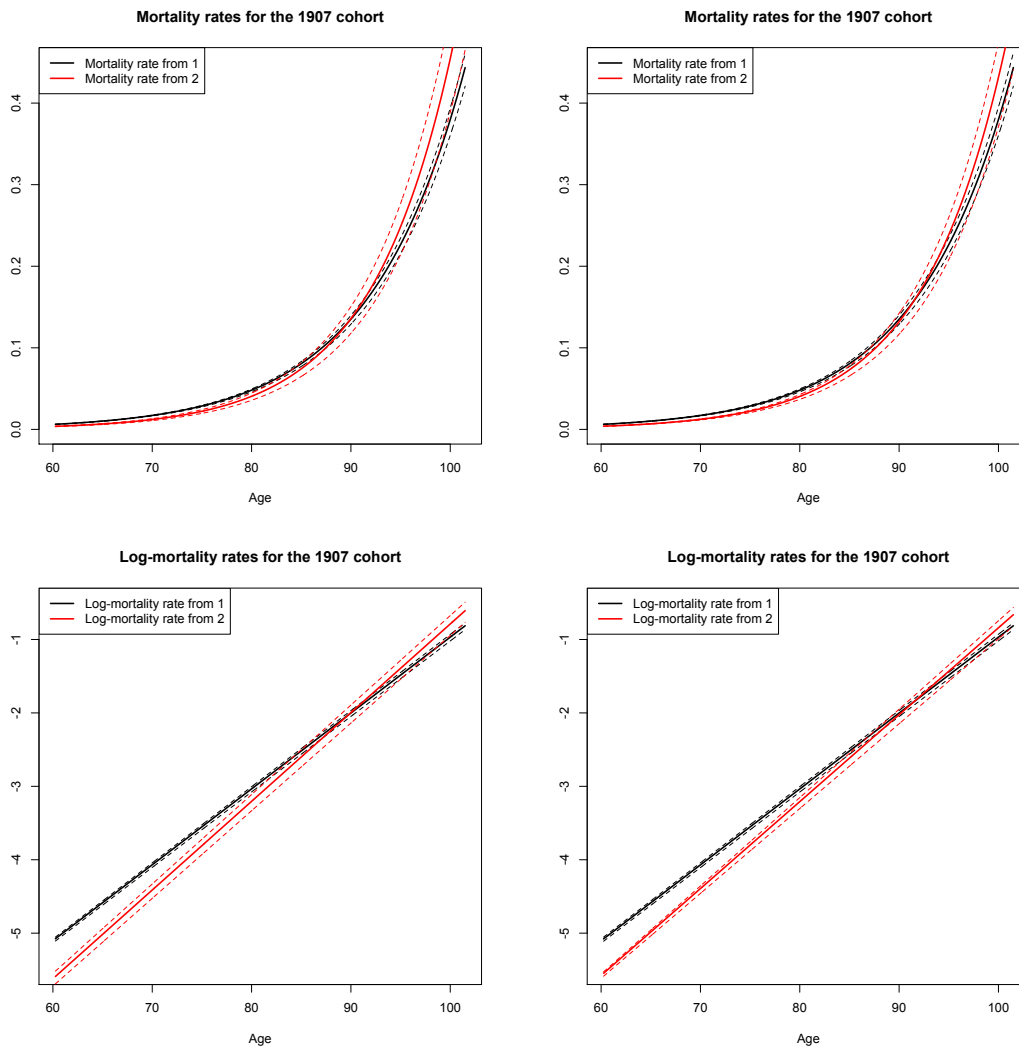 Mortality rates for the 1907 cohort
Mortality rate from 1
Mortality rate from 2
0.4
0.3
0.2
0.1
0.0
60 70 80 90 100
Age
Mortality rates for the 1907 cohort
Mortality rate from 1
Mortality rate from 2
0.4
0.3
0.2
0.1
0.0
60 70 80 90 100
Age
Log-mortality rates for the 1907 cohort
Log-mortality rate from 1
Log-mortality rate from 2
-1
-2
-3
-4
-5
60 70 80 90 100
Age
Log-mortality rates for the 1907 cohort
Log-mortality rate from 1
Log-mortality rate from 2
-1
-2
-3
-4
-5
60 70 80 90 100
Age